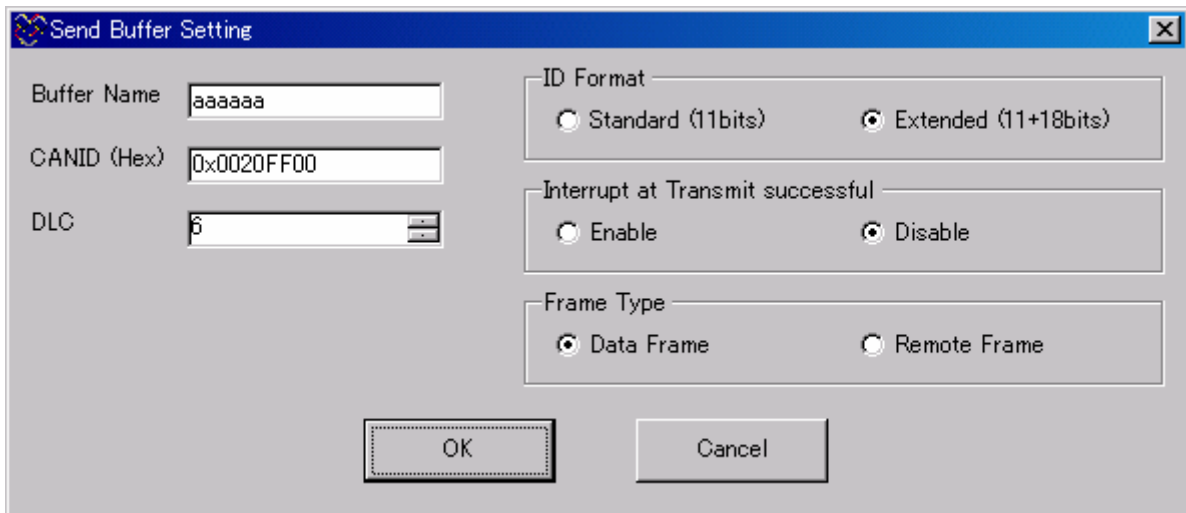 Send Buffer Setting
Buffer Name
aaaaaa
CANID (Hex)
0x0020FF00
DLC
6
ID Format
Standard (11bits)
Extended (11+18bits)
Interrupt at Transmit successful
Enable
Disable
Frame Type
Data Frame
Remote Frame
OK
Cancel